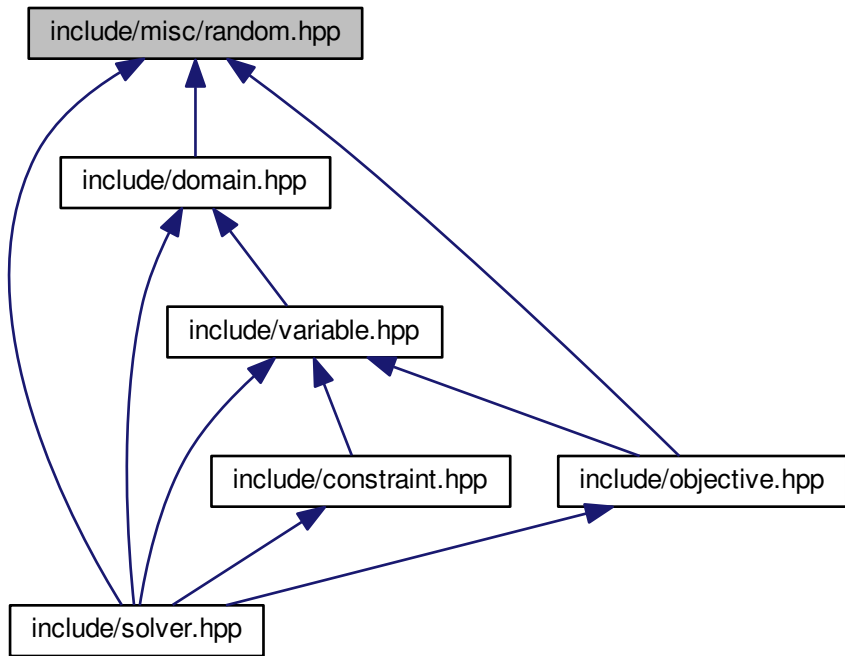 include/misc/random.hpp
include/domain.hpp
include/variable.hpp
include/constraint.hpp
include/objective.hpp
include/solver.hpp